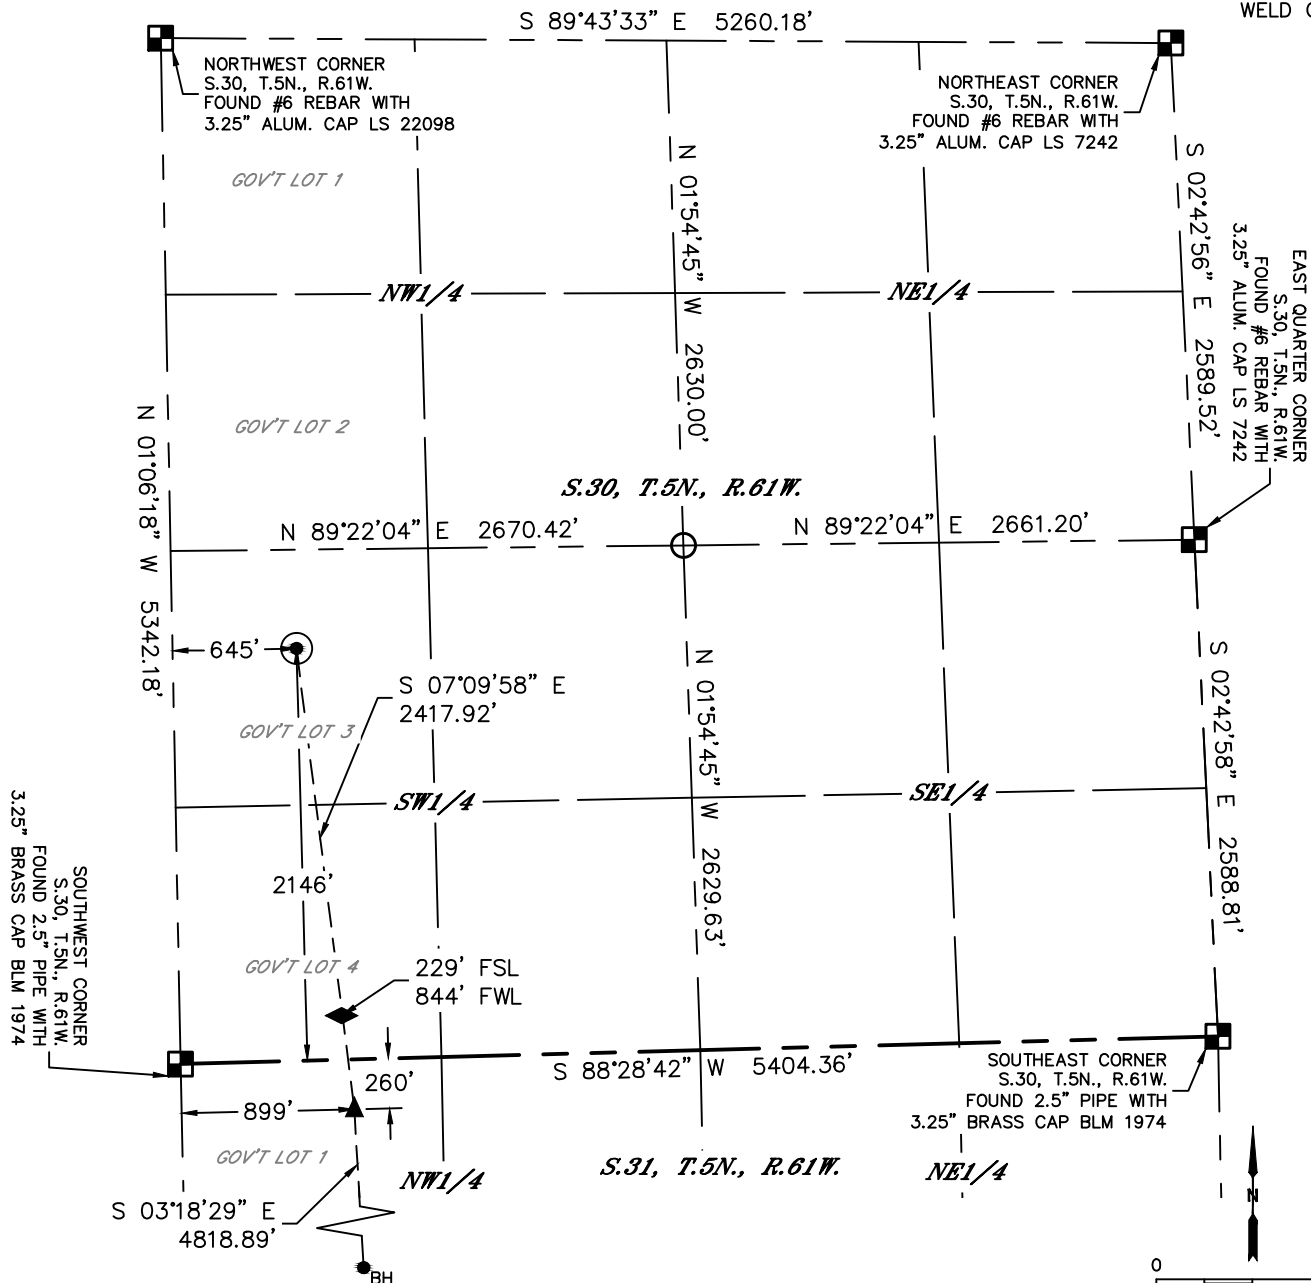 WELD
S 89°43'33" E 5260.18'
NORTHWEST CORNER
S.30, T.5N., R.61W.
FOUND #6 REBAR WITH
3.25" ALUM. CAP LS 22098
NORTHEAST CORNER
S.30, T.5N., R.61W.
FOUND #6 REBAR WITH
3.25" ALUM. CAP LS 7242
GOV'T LOT 1
N 01°54'45" W 2630.00'
S 02°42'56" E 2589.52'
EAST QUARTER CORNER
S.30, T.5N., R.61W.
FOUND #6 REBAR WITH
3.25" ALUM. CAP LS 7242
NW1/4
NE1/4
GOV'T LOT 2
N 01°06'18" W 5342.18'
S.30, T.5N., R.61W.
N 89°22'04" E 2670.42'
N 89°22'04" E 2661.20'
645'
S 07°09'58" E
2417.92'
GOV'T LOT 3
N 01°54'45" W 2629.63'
S 02°42'58" E 2588.81'
SW1/4
SE1/4
2146'
SOUTHWEST CORNER
S.30, T.5N., R.61W.
FOUND 2.5" PIPE WITH
3.25" BRASS CAP BLM 1974
GOV'T LOT 4
229' FSL
844' FWL
S 88°28'42" W 5404.36'
260'
899'
SOUTHEAST CORNER
S.30, T.5N., R.61W.
FOUND 2.5" PIPE WITH
3.25" BRASS CAP BLM 1974
GOV'T LOT 1
NW1/4
S.31, T.5N., R.61W.
NE1/4
N
S 03°18'29" E
4818.89'
BH
0